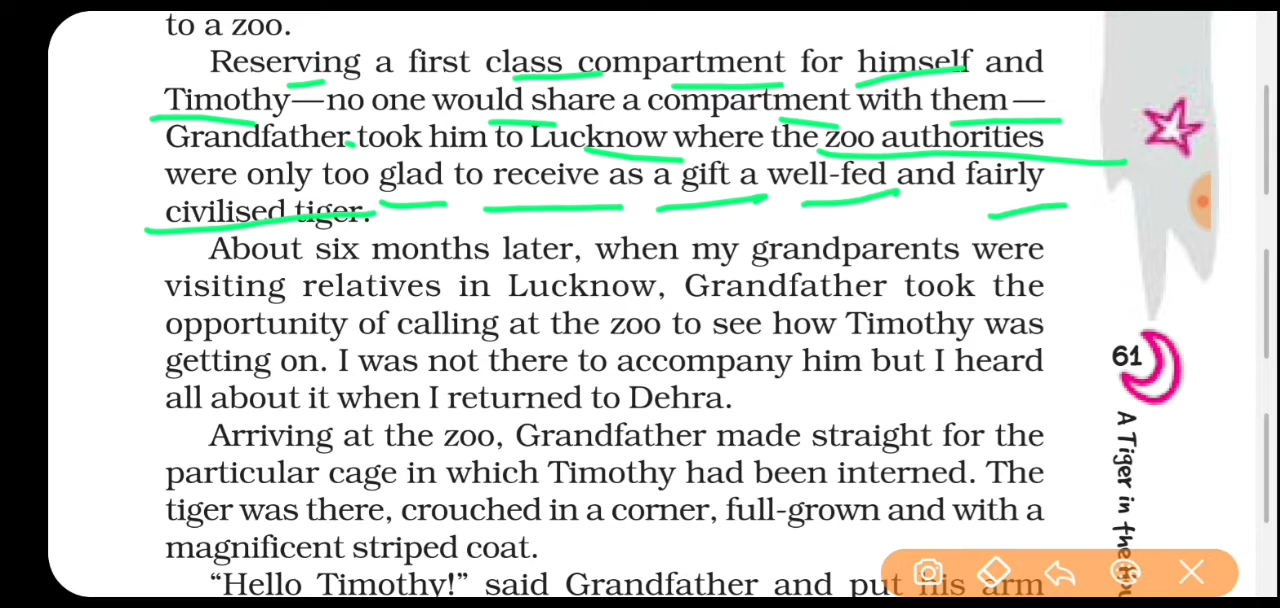 to a zoo.
Reserving a first class compartment for himself and
Timothy—no one would share a compartment with them—
Grandfather took him to Lucknow where the zoo authorities
were only too glad to receive as a gift a well-fed and fairly
civilised tiger.
About six months later, when my grandparents were
visiting relatives in Lucknow, Grandfather took the
opportunity of calling at the zoo to see how Timothy was
getting on. I was not there to accompany him but I heard
all about it when I returned to Dehra.
Arriving at the zoo, Grandfather made straight for the
particular cage in which Timothy had been interned. The
tiger was there, crouched in a corner, full-grown and with a
magnificent striped coat.
“Hello Timothy!” said Grandfather and put his arm
61
A Tiger in the